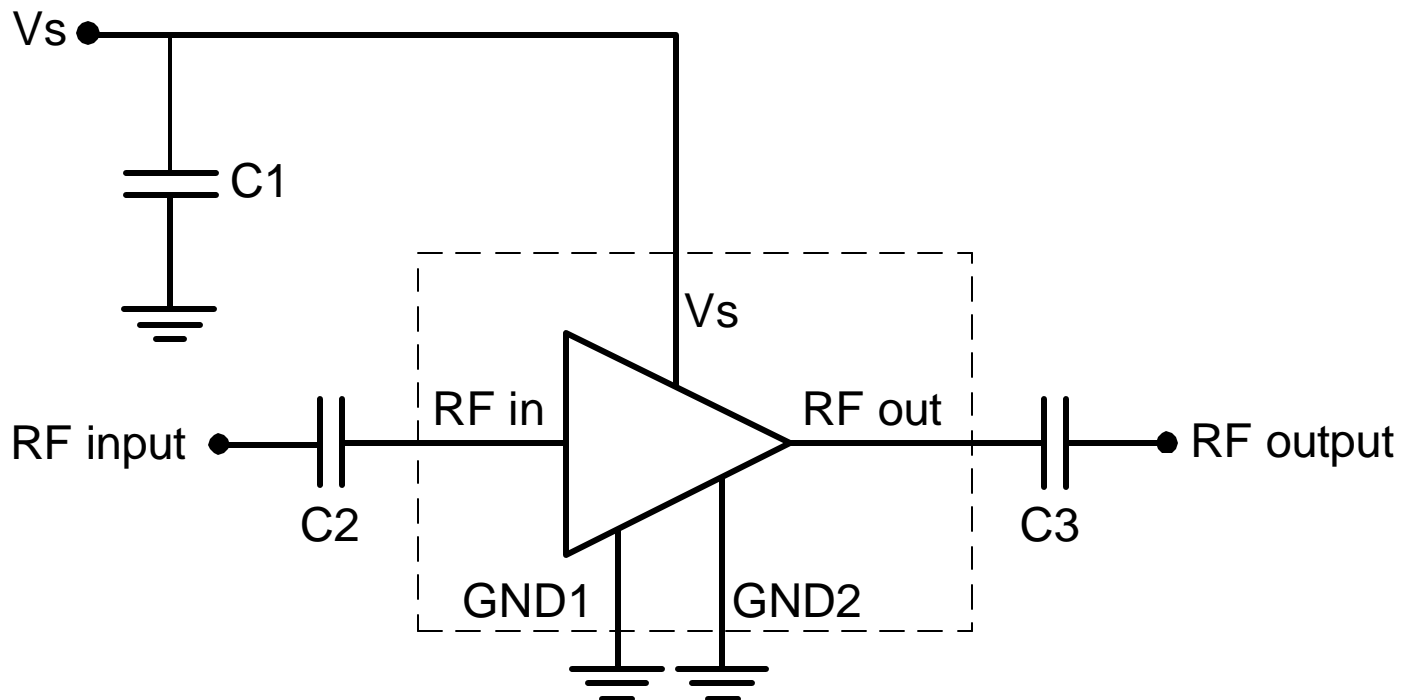 Vs
C1
Vs
RF in
RF out
RF input
RF output
C2
C3
GND1
GND2